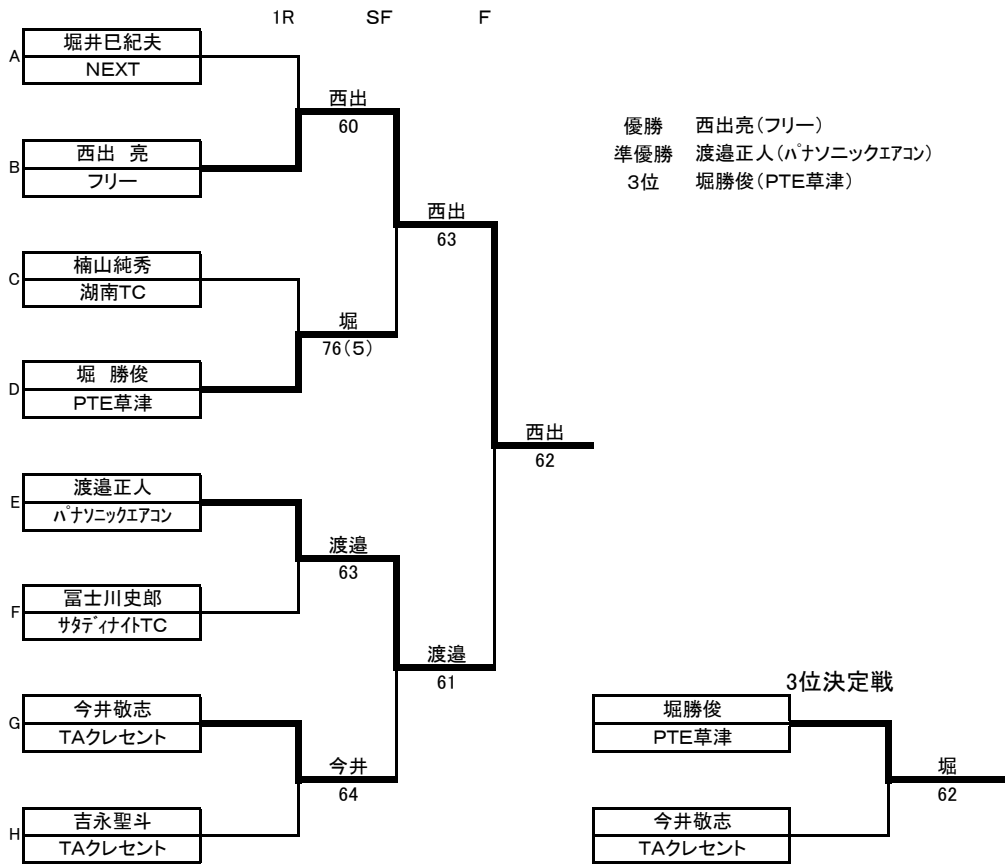 1R SF F
A
堀井巳紀夫
NEXT
西出
60
B
西出 亮
フリー
優勝 西出亮(フリー)
準優勝 渡邉正人(パナソニックエアコン)
3位 堀勝俊(PTE草津)
西出
63
C
楠山純秀
湖南TC
堀
76(5)
D
堀 勝俊
PTE草津
西出
62
E
渡邉正人
パナソニックエアコン
渡邉
63
F
冨士川史郎
サタディナイトTC
渡邉
61
G
今井敬志
TAクレセント
今井
64
H
吉永聖斗
TAクレセント
3位決定戦
堀勝俊
PTE草津
堀
62
今井敬志
TAクレセント